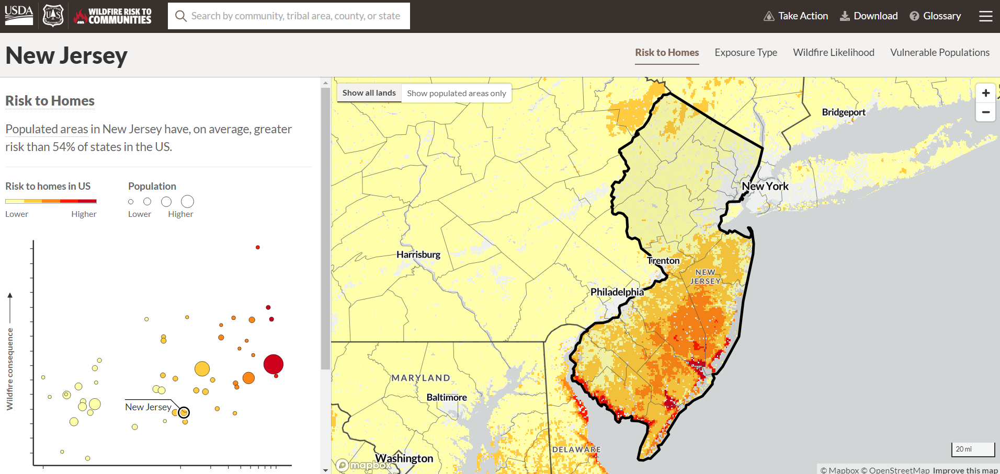 USDA
U S
WILDFIRE RISK TO
COMMUNITIES
Search by community, tribal area, county, or state
Take Action
Download
Glossary
New Jersey
Risk to Homes
Exposure Type
Wildfire Likelihood
Vulnerable Populations
Risk to Homes
Populated areas in New Jersey have, on average, greater
risk than 54% of states in the US.
Risk to homes in US
Lower
Higher
Population
Lower
Higher
Wildfire consequence
New Jersey
Show all lands
Show populated areas only
+
−
Bridgeport
New York
Harrisburg
Trenton
NEW
JERSEY
Philadelphia
MARYLAND
Baltimore
DELAWARE
Washington
mapbox
20 mi
© Mapbox © OpenStreetMap Improve this map